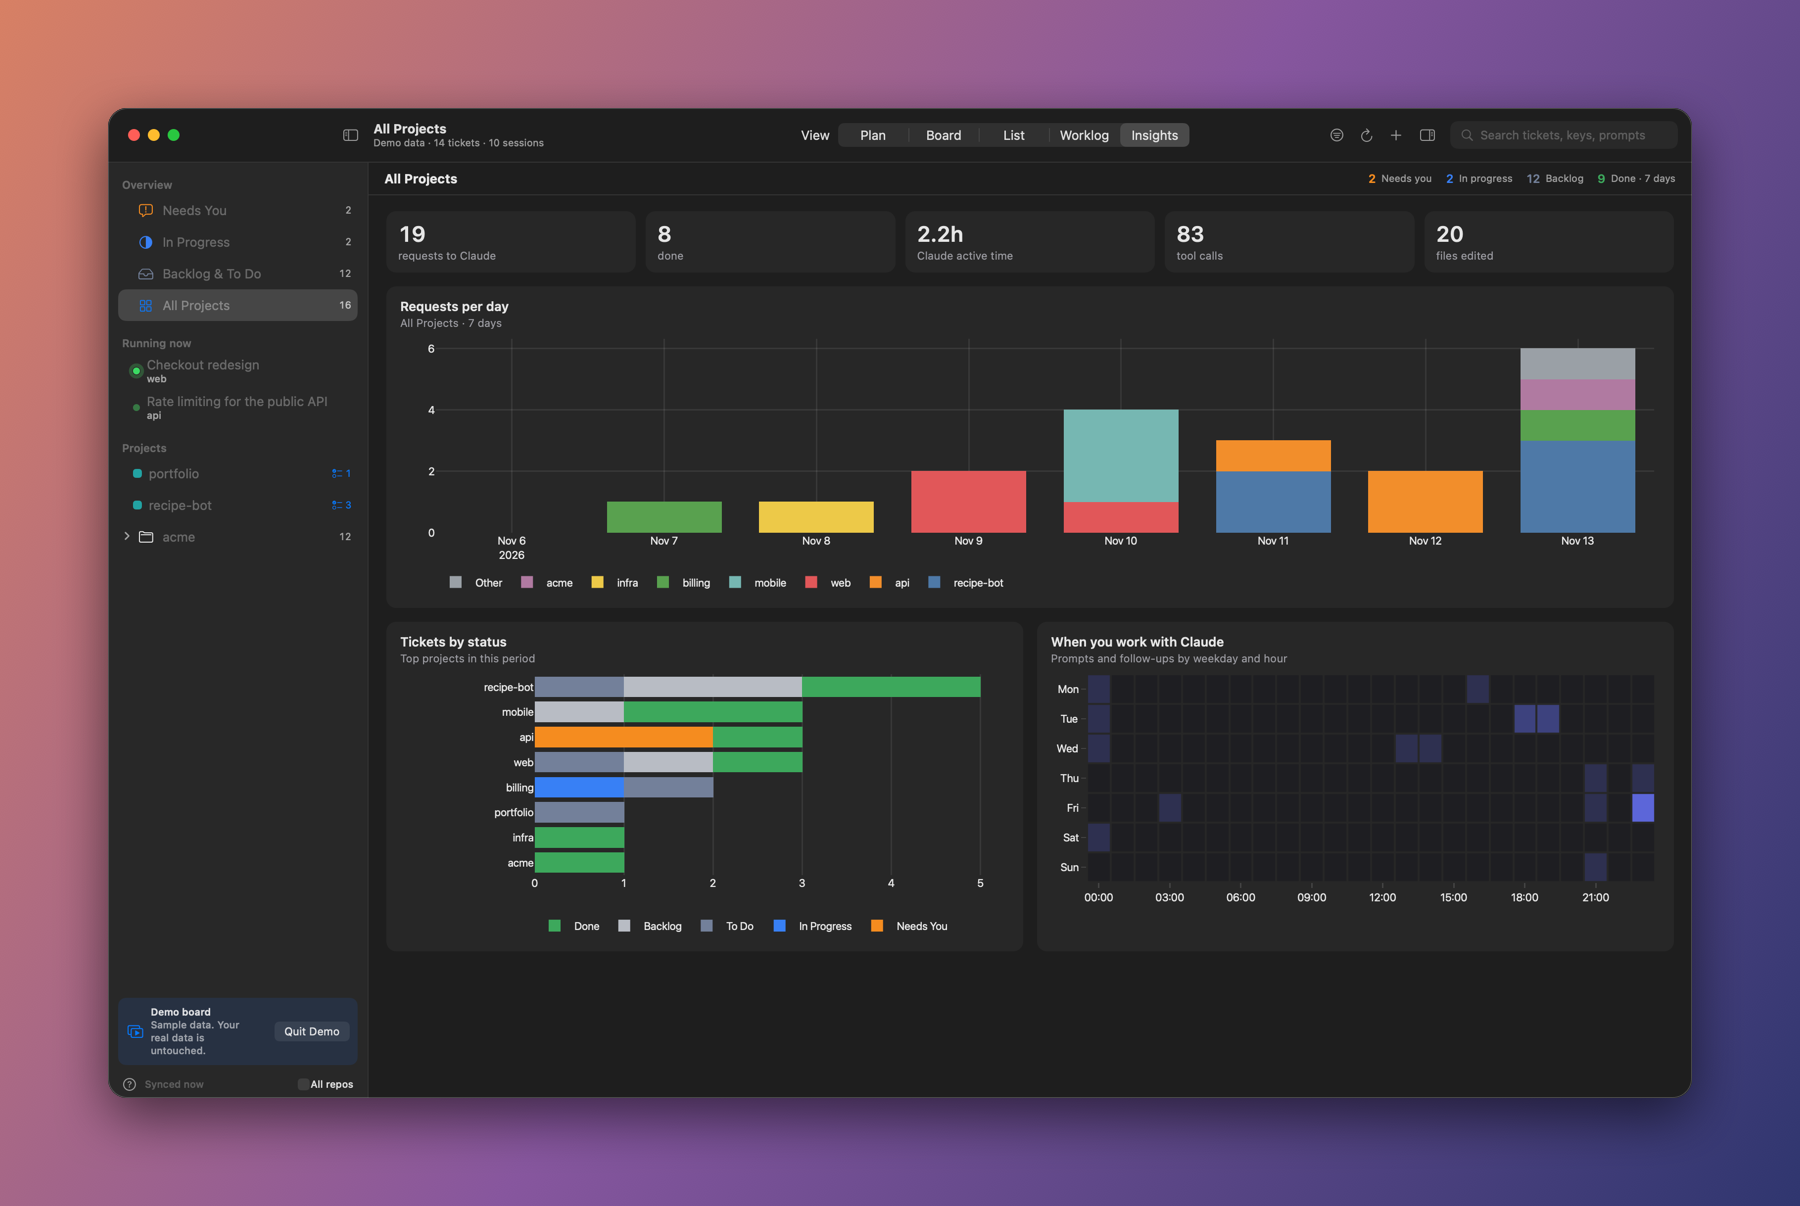 All Projects
Demo data · 14 tickets · 10 sessions
View
Plan
Board
List
Worklog
Insights
Search tickets, keys, prompts
Overview
Needs You
2
In Progress
2
Backlog & To Do
12
All Projects
16
Running now
Checkout redesign
web
Rate limiting for the public API
api
Projects
portfolio
1
recipe-bot
3
acme
12
Demo board
Sample data. Your
real data is
untouched.
Quit Demo
? Synced now
All repos
All Projects
2 Needs you
2 In progress
12 Backlog
9 Done · 7 days
19
requests to Claude
8
done
2.2h
Claude active time
83
tool calls
20
files edited
Requests per day
All Projects · 7 days
6
4
2
0
Nov 6
2026
Nov 7
Nov 8
Nov 9
Nov 10
Nov 11
Nov 12
Nov 13
Other
acme
infra
billing
mobile
web
api
recipe-bot
Tickets by status
Top projects in this period
recipe-bot
mobile
api
web
billing
portfolio
infra
acme
0
1
2
3
4
5
Done
Backlog
To Do
In Progress
Needs You
When you work with Claude
Prompts and follow-ups by weekday and hour
Mon
Tue
Wed
Thu
Fri
Sat
Sun
00:00
03:00
06:00
09:00
12:00
15:00
18:00
21:00